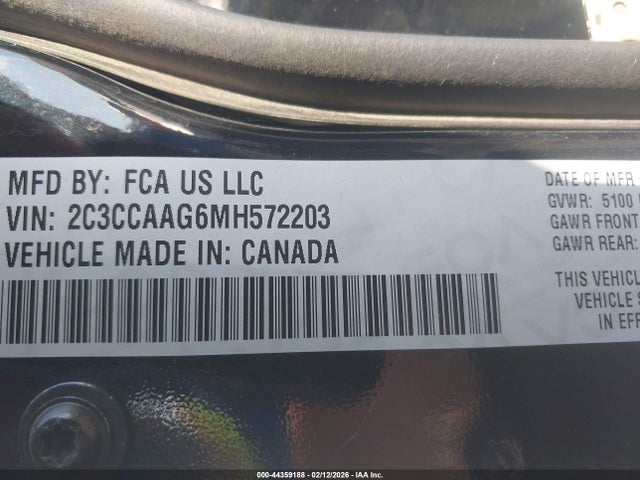 MFD BY: FCA US LLC
VIN: 2C3CCAAG6MH572203
VEHICLE MADE IN: CANADA
DATE OF MFR
GVWR: 5100
GAWR FRONT
GAWR REAR:
THIS VEHICL
VEHICLE S
IN EFF
000-44359188 - 02/12/2026 - IAA Inc.